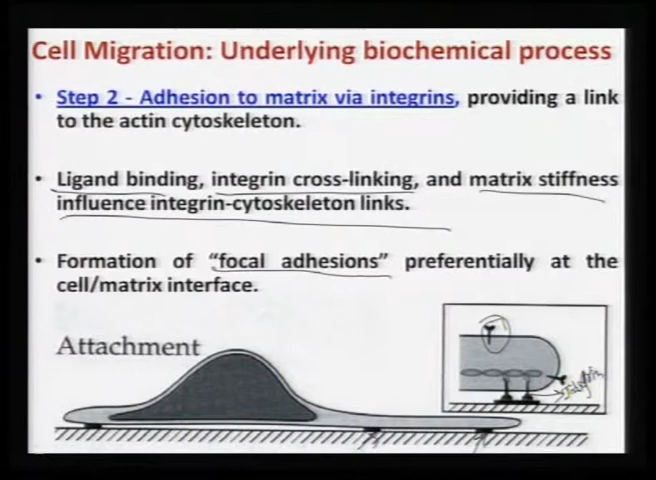 Cell Migration: Underlying biochemical process
• Step 2 - Adhesion to matrix via integrins, providing a link
to the actin cytoskeleton.
• Ligand binding, integrin cross-linking, and matrix stiffness
influence integrin-cytoskeleton links.
• Formation of "focal adhesions" preferentially at the
cell/matrix interface.
Attachment